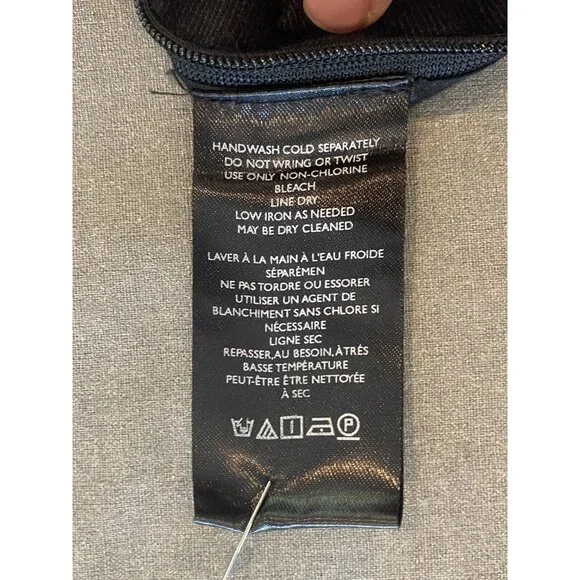 HANDWASH COLD SEPARATELY
DO NOT WRING OR TWIST
USE ONLY NON-CHLORINE
BLEACH
LINE DRY
LOW IRON AS NEEDED
MAY BE DRY CLEANED
LAVER À LA MAIN À L'EAU FROIDE
SÉPARÉMEN
NE PAS TORDRE OU ESSORER
UTILISER UN AGENT DE
BLANCHIMENT SANS CHLORE SI
NÉCESSAIRE
LIGNE SEC
REPASSER, AU BESOIN, À TRÉS
BASSE TEMPÉRATURE
PEUT-ÊTRE ÊTRE NETTOYÉE
À SEC
P